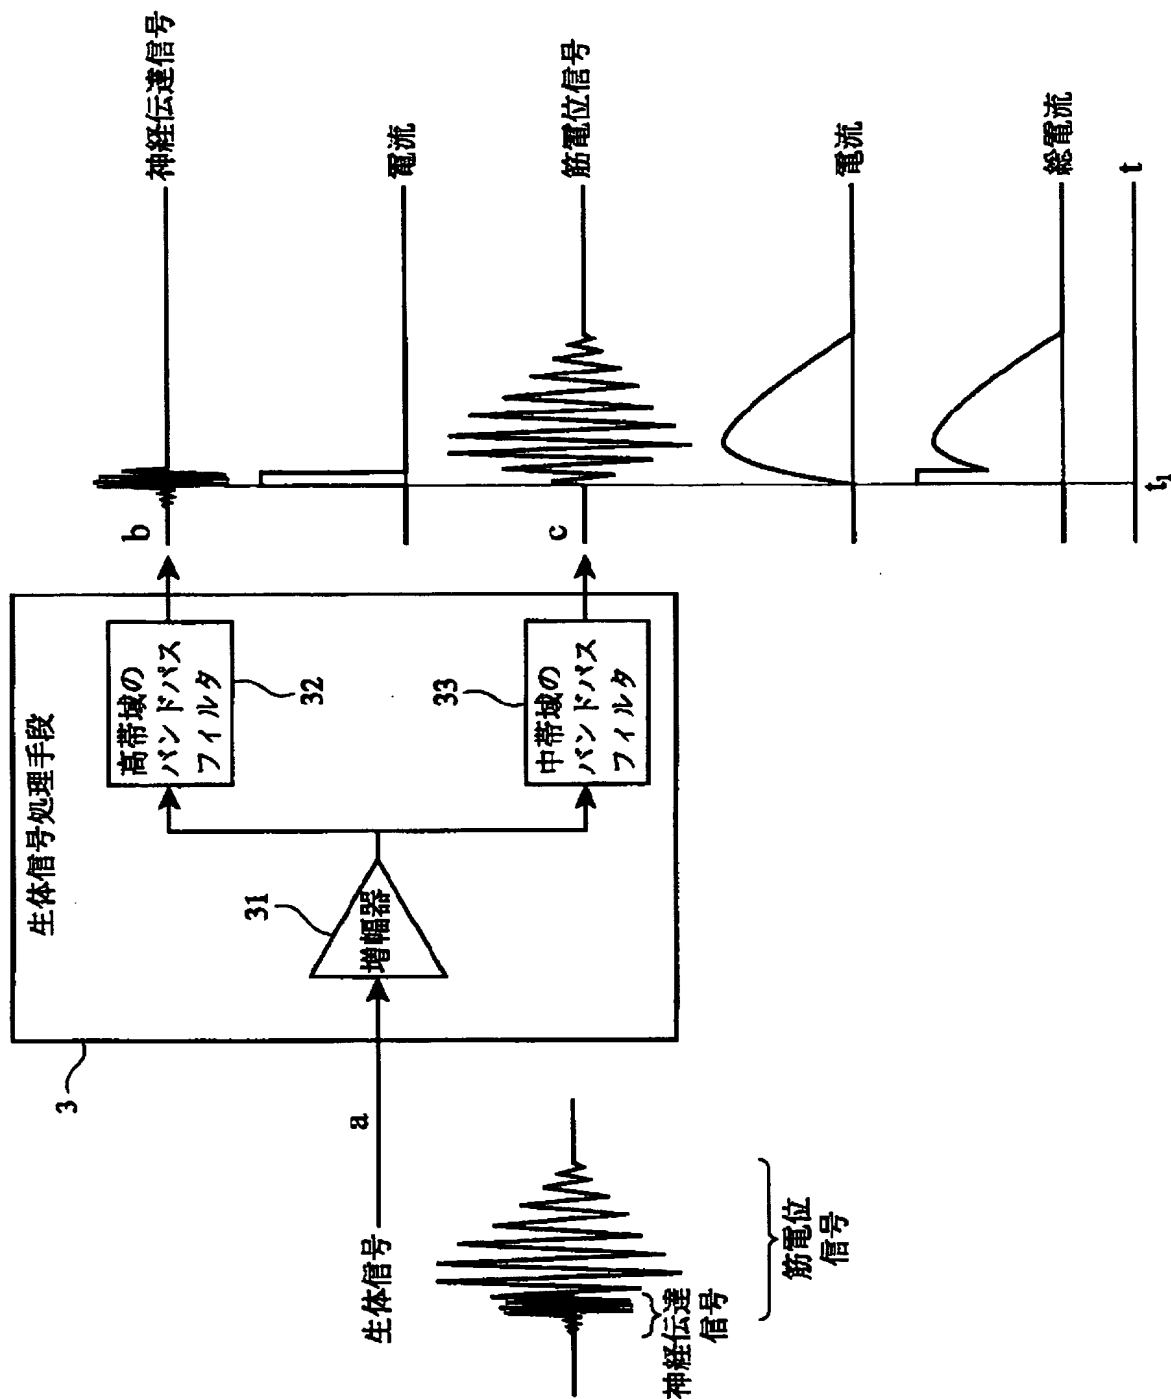 生体信号
a
神経伝達
信号
筋電位
信号
3
生体信号処理手段
31
増幅器
高帯域の
バンドパス
フィルタ
32
33
中帯域の
バンドパス
フィルタ
b
神経伝達信号
電流
c
筋電位信号
電流
総電流
t1
t